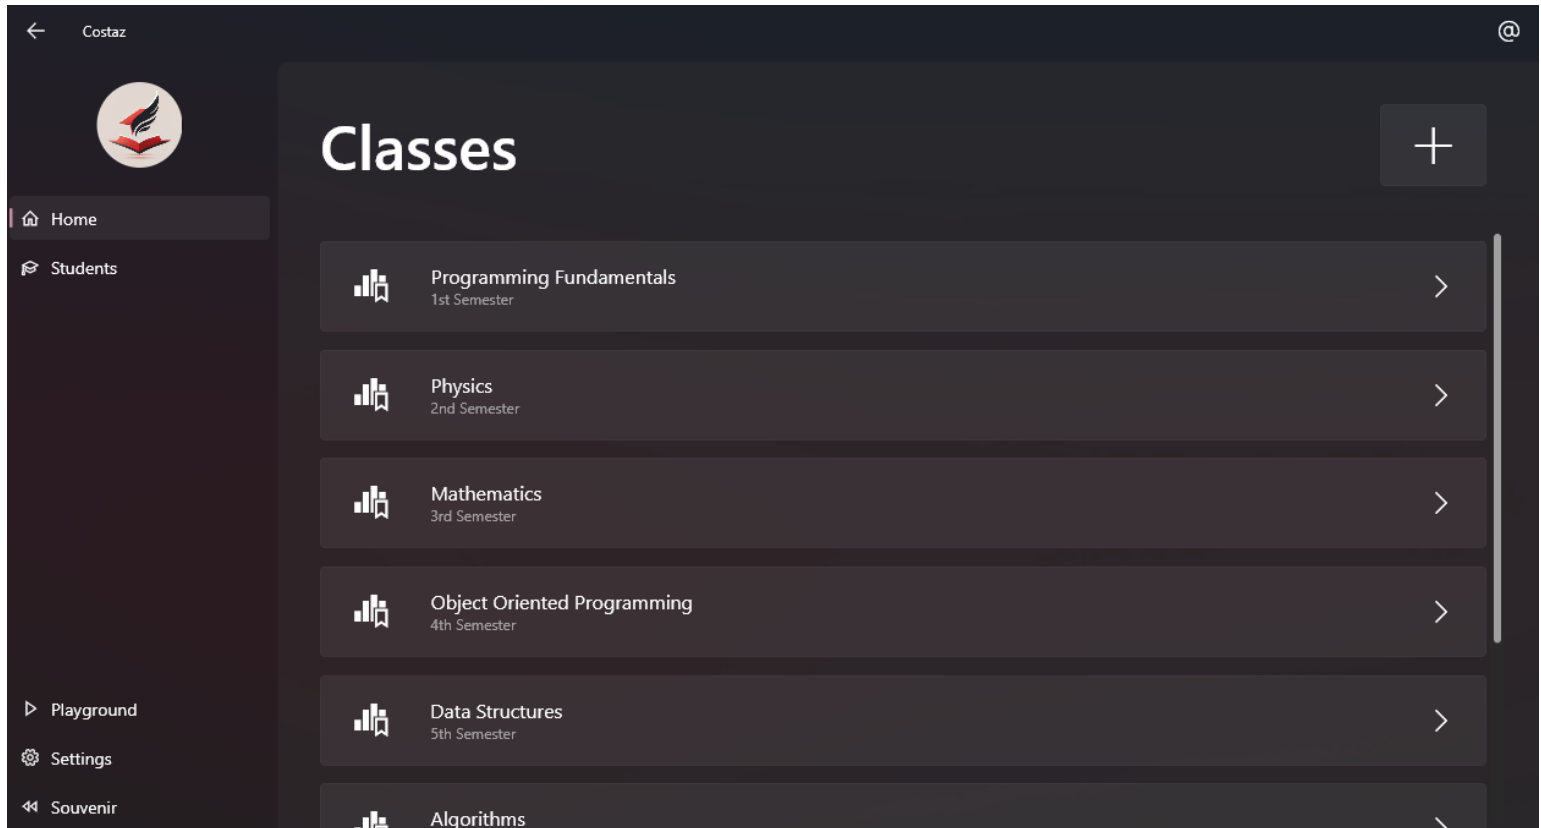 Costaz
@
Classes
Home
Students
Programming Fundamentals
1st Semester
Physics
2nd Semester
Mathematics
3rd Semester
Object Oriented Programming
4th Semester
Data Structures
5th Semester
Algorithms
Playground
Settings
Souvenir